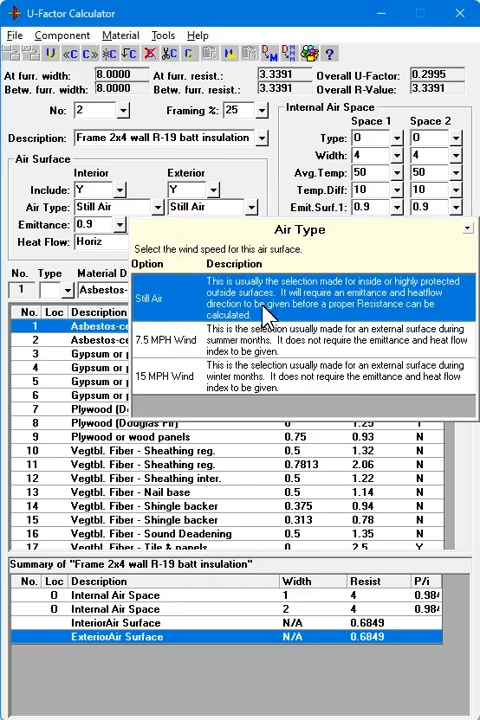 U-Factor Calculator
File Component Material Tools Help
At furr. width: 8.0000 At furr. resist.: 3.3391 Overall U-Factor: 0.2995
Betw. furr. width: 8.0000 Betw. furr. resist.: 3.3391 Overall R-Value: 3.3391
No: 2 Framing %: 25 Internal Air Space
Space 1 Space 2
Description: Frame 2x4 wall R-19 batt insulation Type: 0 0
Air Surface Width: 4 4
Interior Exterior Avg.Temp: 50 50
Include: Y Y Temp.Diff: 10 10
Air Type: Still Air Still Air Emit.Surf.1: 0.9 0.9
Emittance: 0.9
Heat Flow: Horiz
Air Type
Select the wind speed for this air surface.
Option Description
Still Air This is usually the selection made for inside or highly protected
outside surfaces. It will require an emittance and heatflow
direction to be given before a proper Resistance can be
calculated.
7.5 MPH Wind This is the selection usually made for an external surface during
summer months. It does not require the emittance and heat flow
index to be given.
15 MPH Wind This is the selection usually made for an external surface during
winter months. It does not require the emittance and heat flow
index to be given.
No. Type Material D
1 Asbestos-
No. Loc Description
1 Asbestos-ce
2 Asbestos-ce
3 Gypsum or p
4 Gypsum or p
5 Gypsum or p
6 Gypsum or p
7 Plywood (Do
8 Plywood (Douglas Fir) 1 1.25
9 Plywood or wood panels 0.75 0.93 N
10 Vegtbl. Fiber - Sheathing reg. 0.5 1.32 N
11 Vegtbl. Fiber - Sheathing reg. 0.7813 2.06 N
12 Vegtbl. Fiber - Sheathing inter. 0.5 1.22 N
13 Vegtbl. Fiber - Nail base 0.5 1.14 N
14 Vegtbl. Fiber - Shingle backer 0.375 0.94 N
15 Vegtbl. Fiber - Shingle backer 0.313 0.78 N
16 Vegtbl. Fiber - Sound Deadening 0.5 1.35 N
17 Vegtbl. Fiber - Tile & panels 0 2.5 Y
Summary of "Frame 2x4 wall R-19 batt insulation"
No. Loc Description Width Resist P/i
0 Internal Air Space 1 4 0.984
0 Internal Air Space 2 4 0.984
InteriorAir Surface N/A 0.6849
ExteriorAir Surface N/A 0.6849